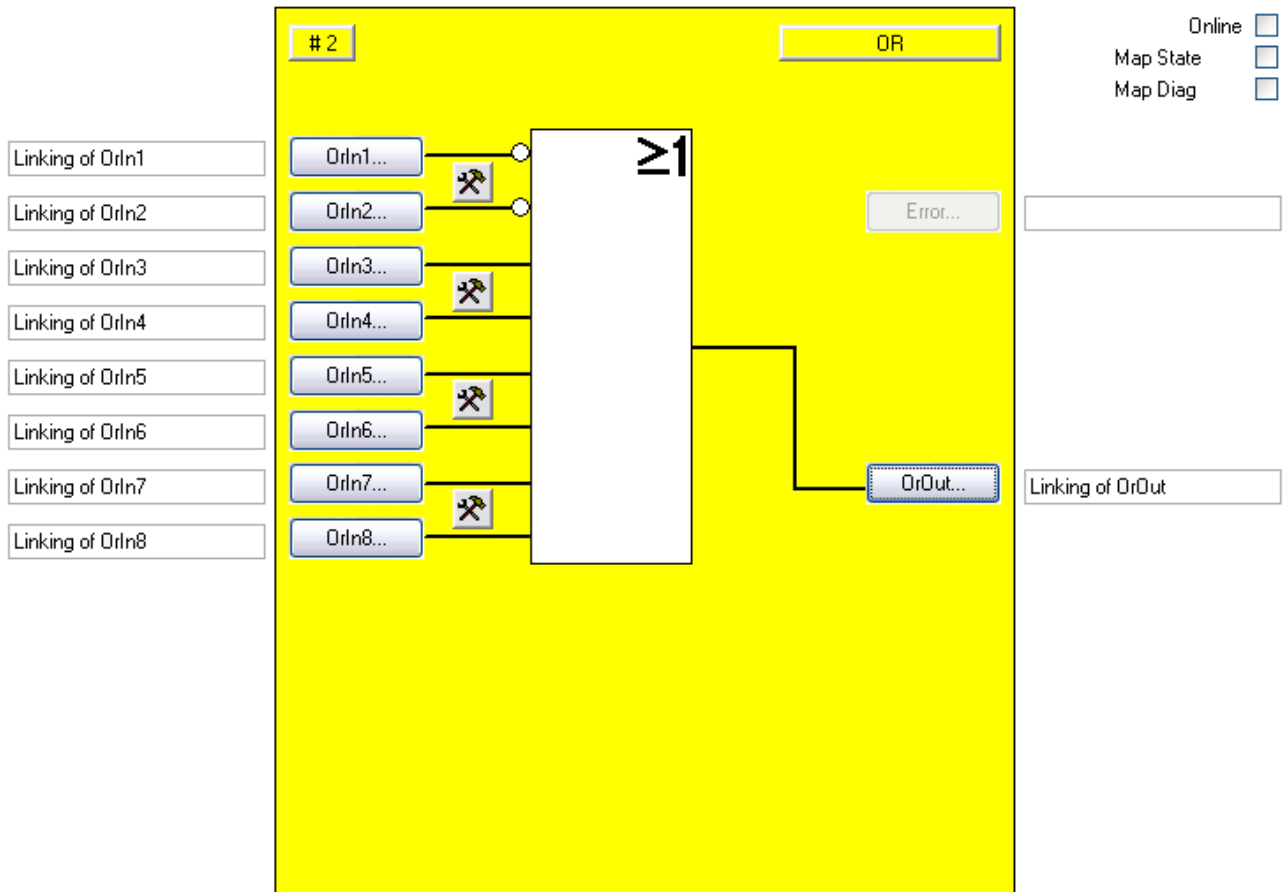 # 2
OR
Online
Map State
Map Diag
≥1
Linking of OrIn1
OrIn1...
Linking of OrIn2
OrIn2...
Error...
Linking of OrIn3
OrIn3...
Linking of OrIn4
OrIn4...
Linking of OrIn5
OrIn5...
Linking of OrIn6
OrIn6...
Linking of OrIn7
OrIn7...
OrOut...
Linking of OrOut
Linking of OrIn8
OrIn8...